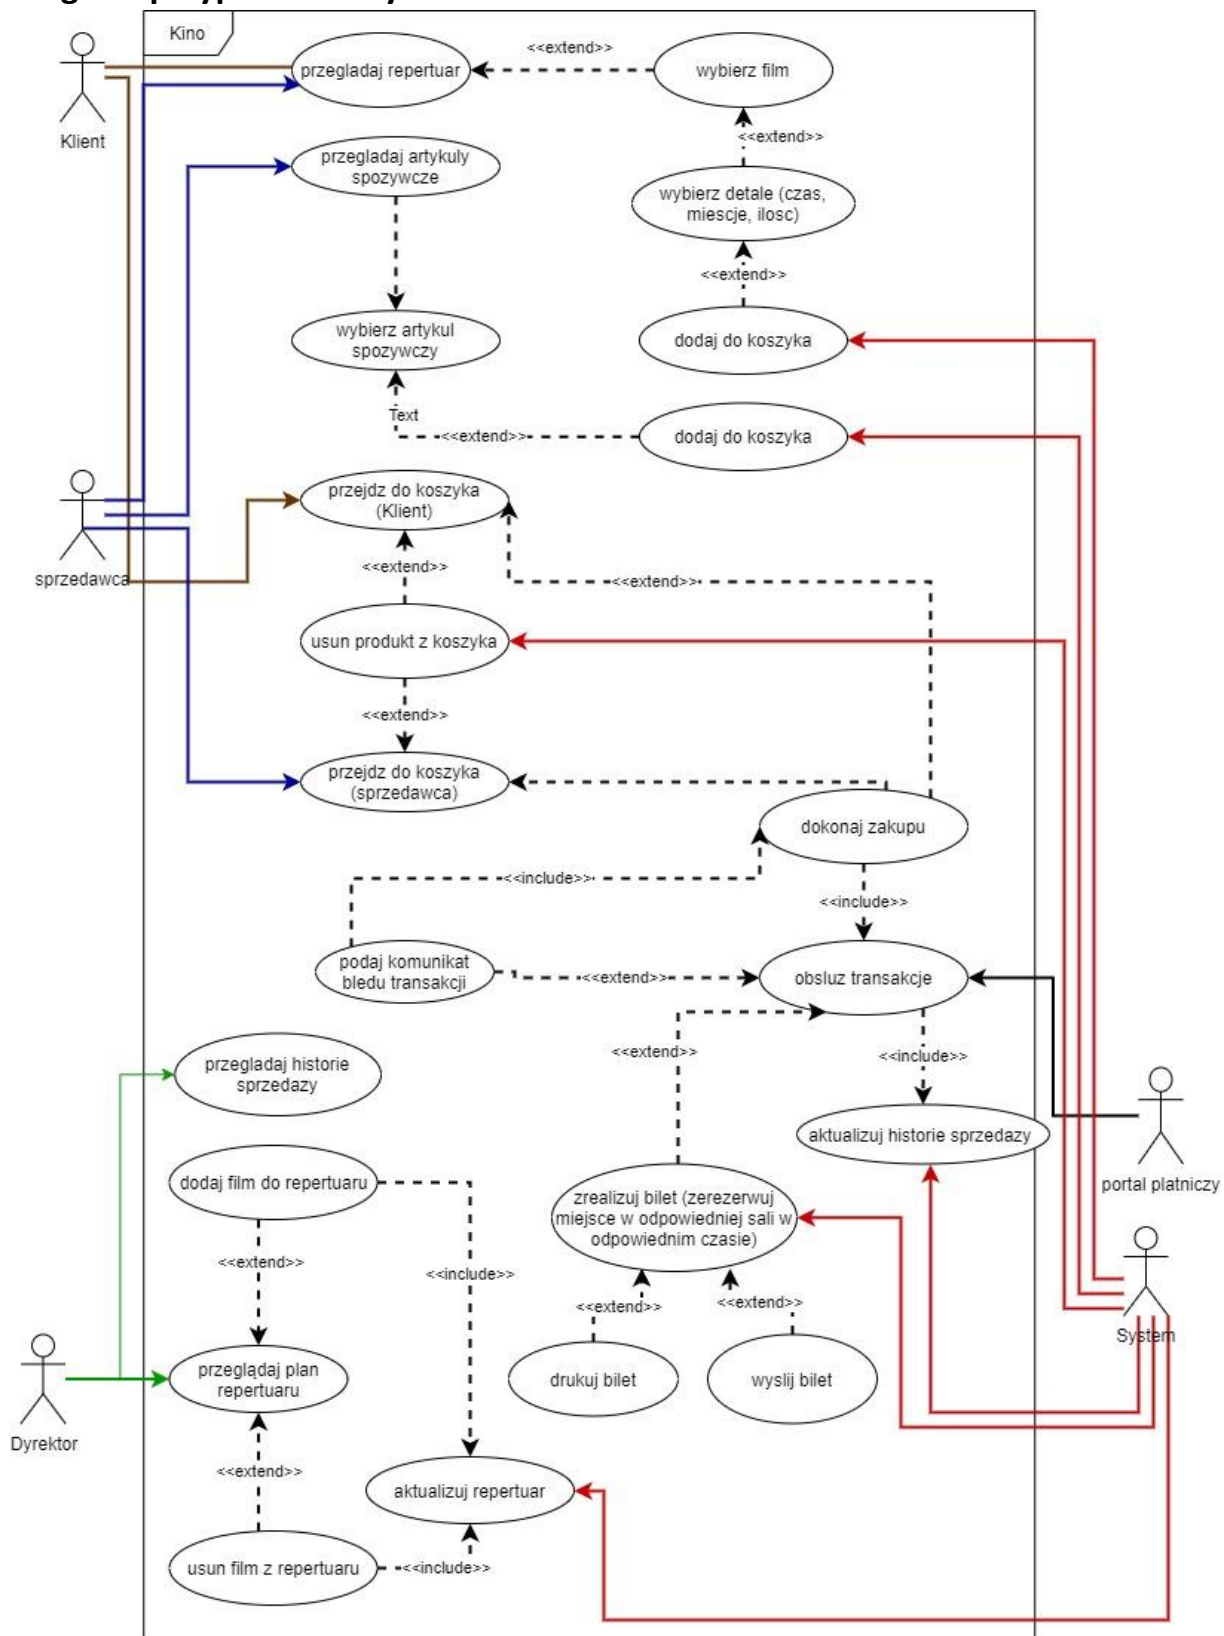 Kino
Klient
przegladaj repertuar
<<extend>>
wybierz film
<<extend>>
przegladaj artykuly
spozywcze
wybierz detale (czas,
miescje, ilosc)
<<extend>>
wybierz artykul
spozywczy
dodaj do koszyka
Text
<<extend>>
dodaj do koszyka
sprzedawca
przejdz do koszyka
(Klient)
<<extend>>
<<extend>>
usun produkt z koszyka
<<extend>>
przejdz do koszyka
(sprzedawca)
dokonaj zakupu
<<include>>
<<include>>
podaj komunikat
bledu transakcji
<<extend>>
obsluz transakcje
<<extend>>
<<include>>
przegladaj historie
sprzedazy
aktualizuj historie sprzedazy
portal platniczy
dodaj film do repertuaru
zrealizuj bilet (zerezerwuj
miejsce w odpowiedniej sali w
odpowiednim czasie)
<<extend>>
<<include>>
<<extend>>
<<extend>>
System
przeglądaj plan
repertuaru
drukuj bilet
wyslij bilet
Dyrektor
<<extend>>
aktualizuj repertuar
usun film z repertuaru
<<include>>